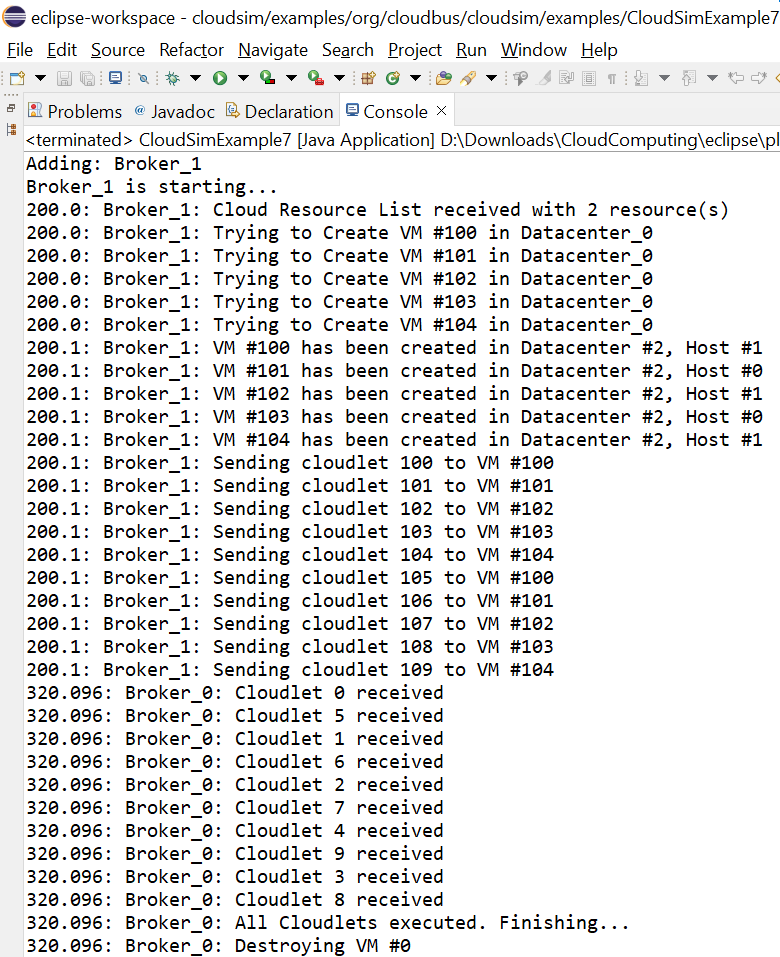 eclipse-workspace - cloudsim/examples/org/cloudbus/cloudsim/examples/CloudSimExample7
File Edit Source Refactor Navigate Search Project Run Window Help
Problems @ Javadoc Declaration Console
<terminated> CloudSimExample7 [Java Application] D:\Downloads\CloudComputing\eclipse\pl
Adding: Broker_1
Broker_1 is starting...
200.0: Broker_1: Cloud Resource List received with 2 resource(s)
200.0: Broker_1: Trying to Create VM #100 in Datacenter_0
200.0: Broker_1: Trying to Create VM #101 in Datacenter_0
200.0: Broker_1: Trying to Create VM #102 in Datacenter_0
200.0: Broker_1: Trying to Create VM #103 in Datacenter_0
200.0: Broker_1: Trying to Create VM #104 in Datacenter_0
200.1: Broker_1: VM #100 has been created in Datacenter #2, Host #1
200.1: Broker_1: VM #101 has been created in Datacenter #2, Host #0
200.1: Broker_1: VM #102 has been created in Datacenter #2, Host #1
200.1: Broker_1: VM #103 has been created in Datacenter #2, Host #0
200.1: Broker_1: VM #104 has been created in Datacenter #2, Host #1
200.1: Broker_1: Sending cloudlet 100 to VM #100
200.1: Broker_1: Sending cloudlet 101 to VM #101
200.1: Broker_1: Sending cloudlet 102 to VM #102
200.1: Broker_1: Sending cloudlet 103 to VM #103
200.1: Broker_1: Sending cloudlet 104 to VM #104
200.1: Broker_1: Sending cloudlet 105 to VM #100
200.1: Broker_1: Sending cloudlet 106 to VM #101
200.1: Broker_1: Sending cloudlet 107 to VM #102
200.1: Broker_1: Sending cloudlet 108 to VM #103
200.1: Broker_1: Sending cloudlet 109 to VM #104
320.096: Broker_0: Cloudlet 0 received
320.096: Broker_0: Cloudlet 5 received
320.096: Broker_0: Cloudlet 1 received
320.096: Broker_0: Cloudlet 6 received
320.096: Broker_0: Cloudlet 2 received
320.096: Broker_0: Cloudlet 7 received
320.096: Broker_0: Cloudlet 4 received
320.096: Broker_0: Cloudlet 9 received
320.096: Broker_0: Cloudlet 3 received
320.096: Broker_0: Cloudlet 8 received
320.096: Broker_0: All Cloudlets executed. Finishing...
320.096: Broker_0: Destroying VM #0